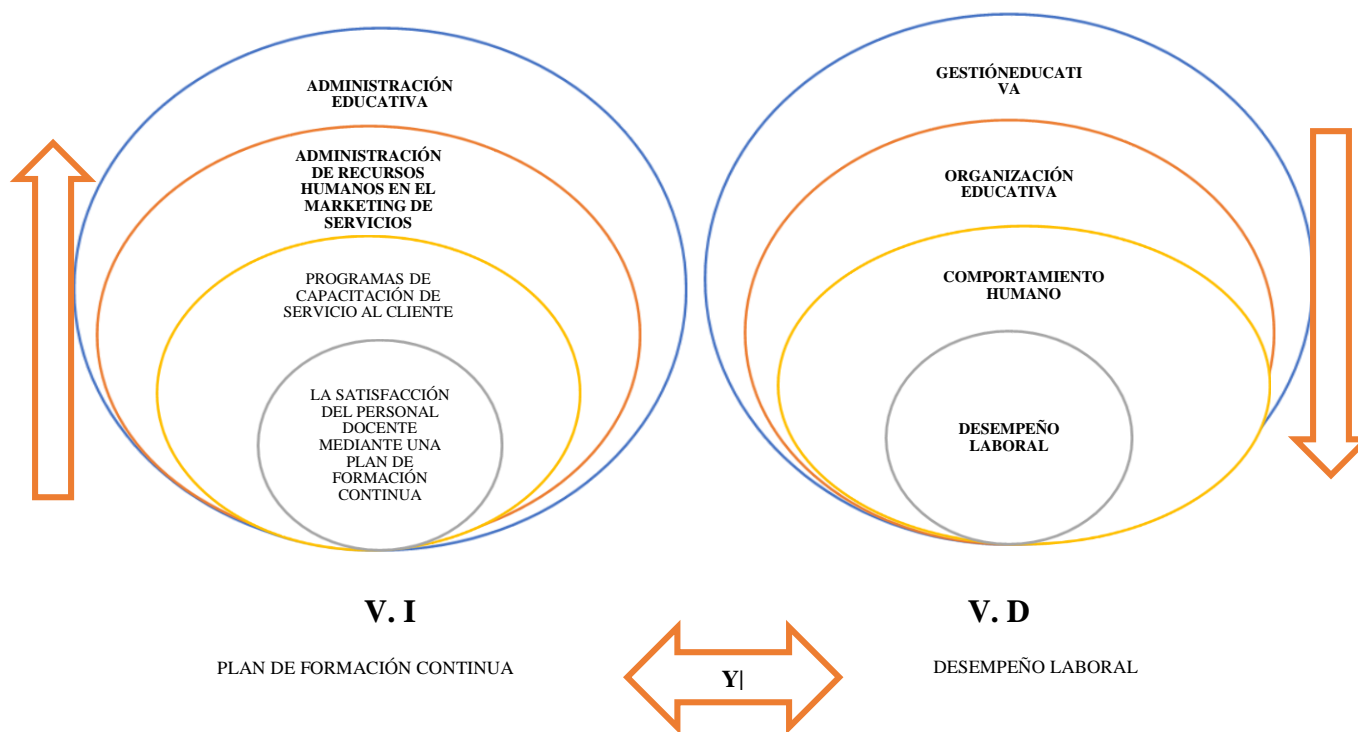 ADMINISTRACIÓN
EDUCATIVA
ADMINISTRACIÓN
DE RECURSOS
HUMANOS EN EL
MARKETING DE
SERVICIOS
PROGRAMAS DE
CAPACITACIÓN DE
SERVICIO AL CLIENTE
LA SATISFACCIÓN
DEL PERSONAL
DOCENTE
MEDIANTE UNA
PLAN DE
FORMACIÓN
CONTINUA
GESTIÓNEDUCATI
VA
ORGANIZACIÓN
EDUCATIVA
COMPORTAMIENTO
HUMANO
DESEMPEÑO
LABORAL
V. I
V. D
PLAN DE FORMACIÓN CONTINUA
Y|
DESEMPEÑO LABORAL